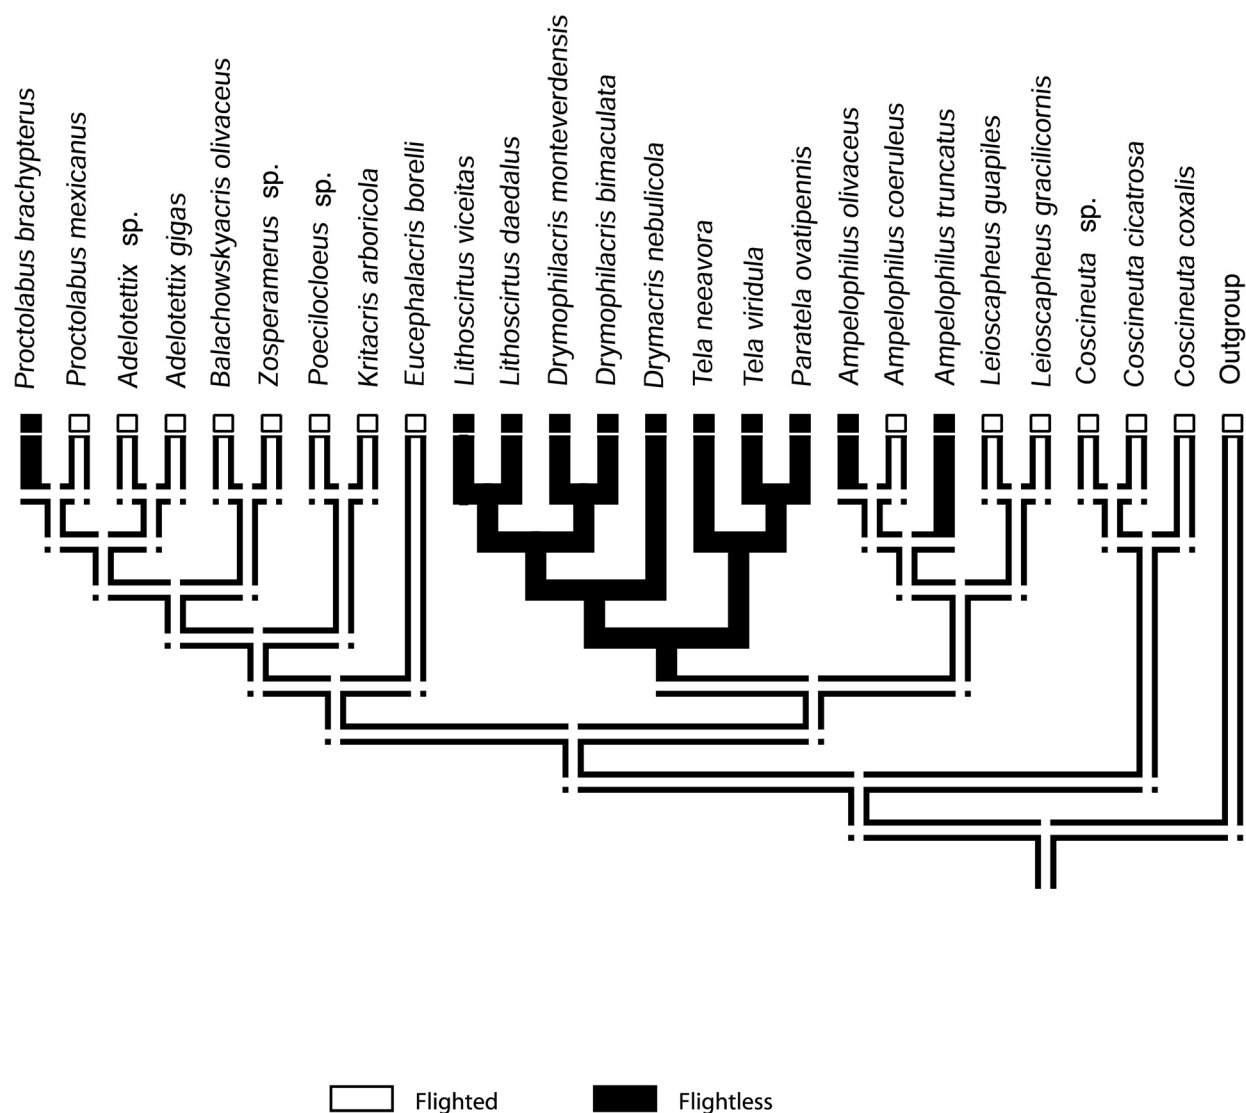 Proctolabus brachypterus
Proctolabus mexicanus
Adelotettix sp.
Adelotettix gigas
Balachowskyacris olivaceus
Zosperamerus sp.
Poecilocloeus sp.
Kritacris arboricola
Eucephalacris borelli
Lithoscirtus viceitas
Lithoscirtus daedalus
Drymophilacris monteverdensis
Drymophilacris bimaculata
Drymacris nebulicola
Tela neeavora
Tela viridula
Paratela ovatipennis
Ampelophilus olivaceus
Ampelophilus coeruleus
Ampelophilus truncatus
Leioscapheus guapiles
Leioscapheus gracilicornis
Coscineuta sp.
Coscineuta cicatrosa
Coscineuta coxalis
Outgroup
Flighted
Flightless